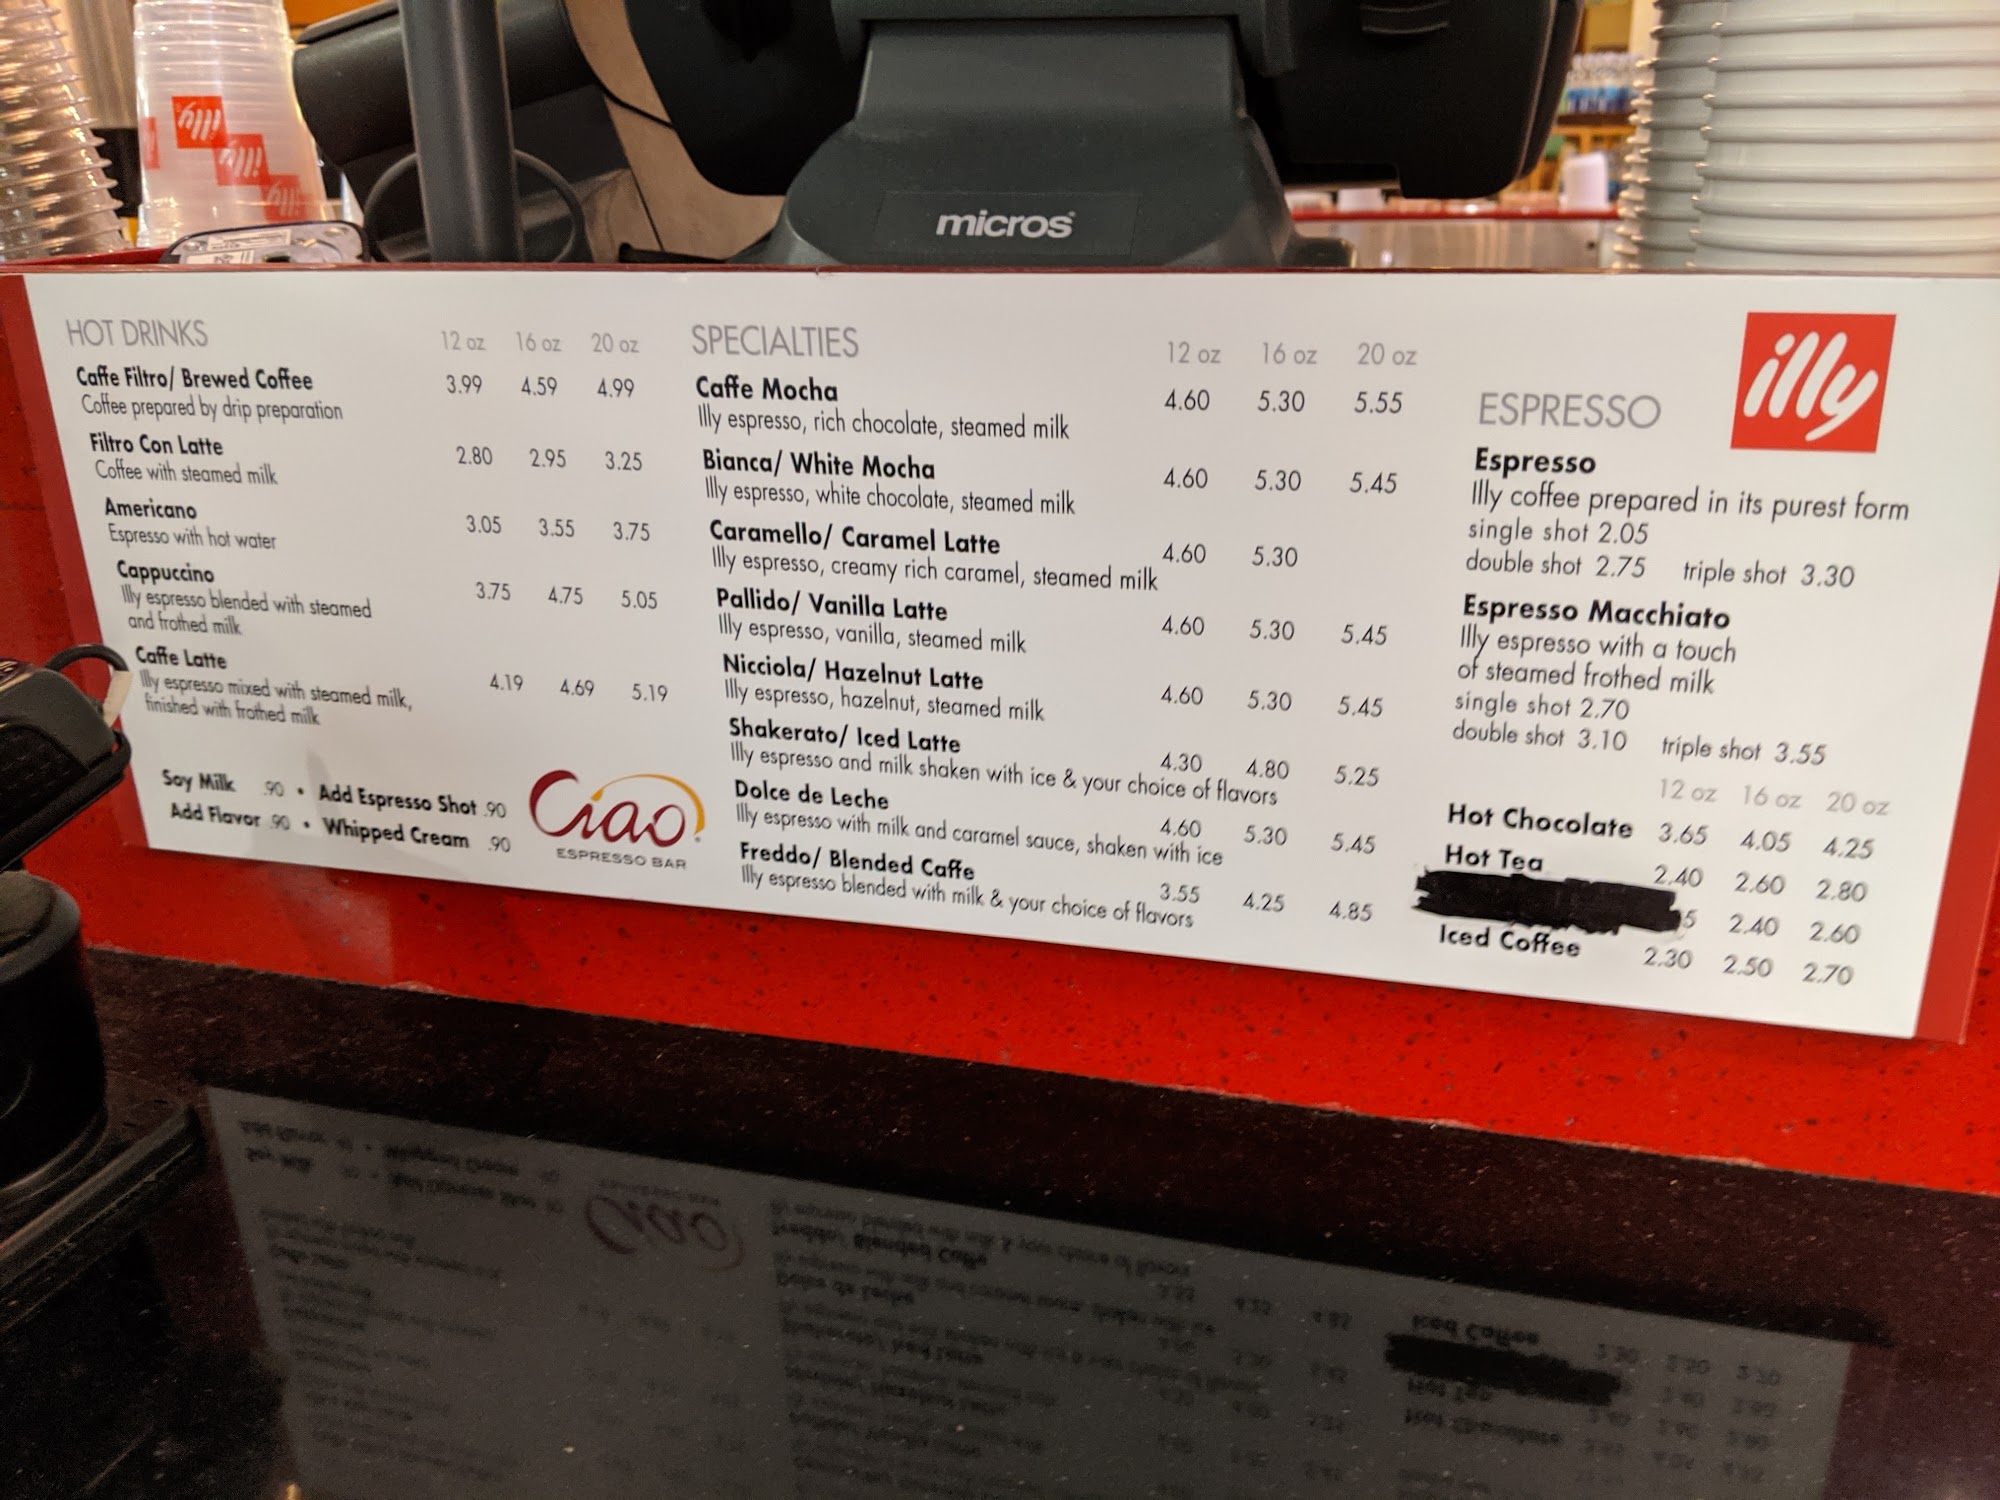 illy
illy
illy
micros
HOT DRINKS 12 oz 16 oz 20 oz
Caffe Filtro/ Brewed Coffee 3.99 4.59 4.99
Coffee prepared by drip preparation
Filtro Con Latte 2.80 2.95 3.25
Coffee with steamed milk
Americano 3.05 3.55 3.75
Espresso with hot water
Cappuccino 3.75 4.75 5.05
Illy espresso blended with steamed
and frothed milk
Caffe Latte 4.19 4.69 5.19
Illy espresso mixed with steamed milk,
finished with frothed milk
Soy Milk .90 • Add Espresso Shot .90
Add Flavor .90 • Whipped Cream .90
Ciao
ESPRESSO BAR
SPECIALTIES 12 oz 16 oz 20 oz
Caffe Mocha 4.60 5.30 5.55
Illy espresso, rich chocolate, steamed milk
Bianca/ White Mocha 4.60 5.30 5.45
Illy espresso, white chocolate, steamed milk
Caramello/ Caramel Latte 4.60 5.30
Illy espresso, creamy rich caramel, steamed milk
Pallido/ Vanilla Latte 4.60 5.30 5.45
Illy espresso, vanilla, steamed milk
Nicciola/ Hazelnut Latte 4.60 5.30 5.45
Illy espresso, hazelnut, steamed milk
Shakerato/ Iced Latte 4.30 4.80 5.25
Illy espresso and milk shaken with ice & your choice of flavors
Dolce de Leche 4.60 5.30 5.45
Illy espresso with milk and caramel sauce, shaken with ice
Freddo/ Blended Caffe 3.55 4.25 4.85
Illy espresso blended with milk & your choice of flavors
illy
ESPRESSO
Espresso
Illy coffee prepared in its purest form
single shot 2.05
double shot 2.75 triple shot 3.30
Espresso Macchiato
Illy espresso with a touch
of steamed frothed milk
single shot 2.70
double shot 3.10 triple shot 3.55
12 oz 16 oz 20 oz
Hot Chocolate 3.65 4.05 4.25
Hot Tea 2.40 2.60 2.80
5 2.40 2.60
Iced Coffee 2.30 2.50 2.70